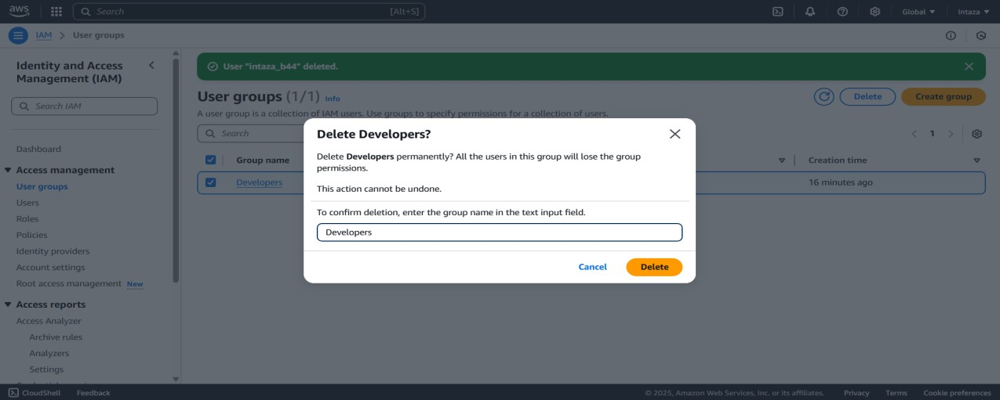 aws
Search [Alt+S] Global ▼ Intaza ▼
IAM > User groups
Identity and Access
Management (IAM)
Search IAM
Dashboard
Access management
User groups
Users
Roles
Policies
Identity providers
Account settings
Root access management New
Access reports
Access Analyzer
Archive rules
Analyzers
Settings
User "intaza_b44" deleted.
User groups (1/1) Info
Delete
Create group
A user group is a collection of IAM users. Use groups to specify permissions for a collection of users.
Search
1
Group name
Creation time
Developers
16 minutes ago
Delete Developers?
Delete Developers permanently? All the users in this group will lose the group
permissions.
This action cannot be undone.
To confirm deletion, enter the group name in the text input field.
Developers
Cancel
Delete
CloudShell Feedback © 2025, Amazon Web Services, Inc. or its affiliates. Privacy Terms Cookie preferences